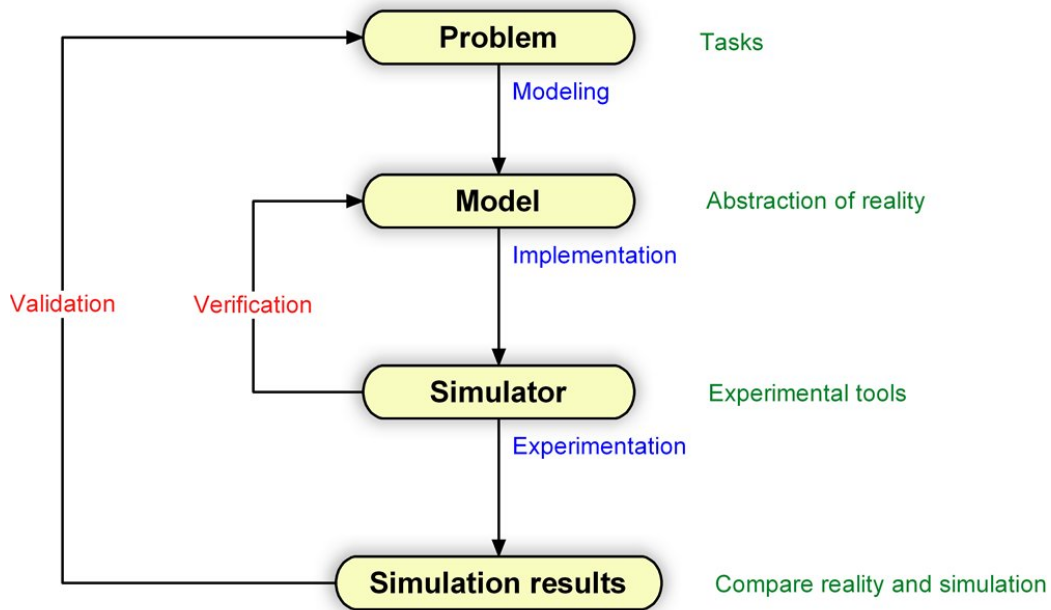 Problem
Tasks
Modeling
Model
Abstraction of reality
Implementation
Validation
Verification
Simulator
Experimental tools
Experimentation
Simulation results
Compare reality and simulation